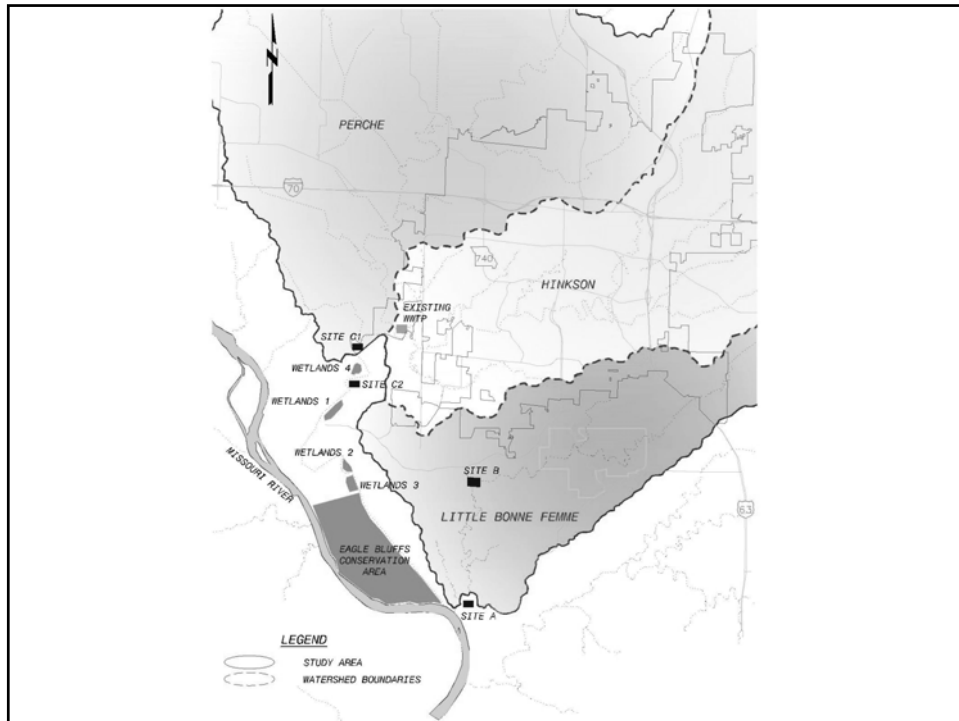 N
PERCHE
70
740
HINKSON
EXISTING
WWTP
SITE C1
WETLANDS 4
SITE C2
WETLANDS 1
WETLANDS 2
SITE B
WETLANDS 3
MISSOURI RIVER
63
LITTLE BONNE FEMME
EAGLE BLUFFS
CONSERVATION
AREA
SITE A
LEGEND
STUDY AREA
WATERSHED BOUNDARIES